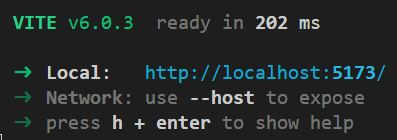 VITE v6.0.3 ready in 202 ms
➜ Local: http://localhost:5173/
➜ Network: use --host to expose
➜ press h + enter to show help